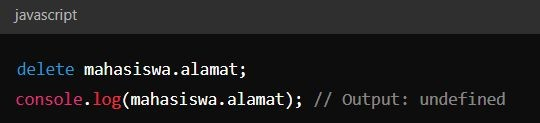 javascript
delete mahasiswa.alamat;
console.log(mahasiswa.alamat); // Output: undefined